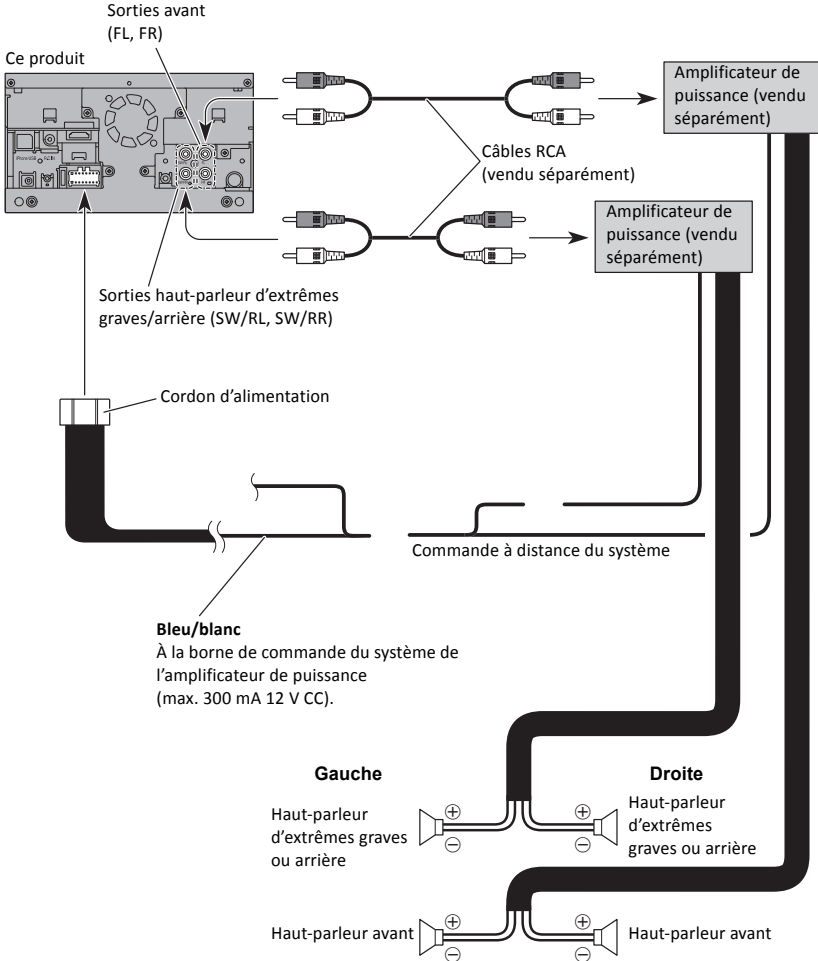 Sorties avant
(FL, FR)
Ce produit
Amplificateur de
puissance (vendu
séparément)
Câbles RCA
(vendu séparément)
Amplificateur de
puissance (vendu
séparément)
Sorties haut-parleur d’extrêmes
graves/arrière (SW/RL, SW/RR)
Cordon d’alimentation
Commande à distance du système
Bleu/blanc
À la borne de commande du système de
l’amplificateur de puissance
(max. 300 mA 12 V CC).
Gauche
Droite
Haut-parleur
d’extrêmes graves
ou arrière
+
−
+
−
Haut-parleur
d’extrêmes
graves ou arrière
Haut-parleur avant
+
−
+
−
Haut-parleur avant